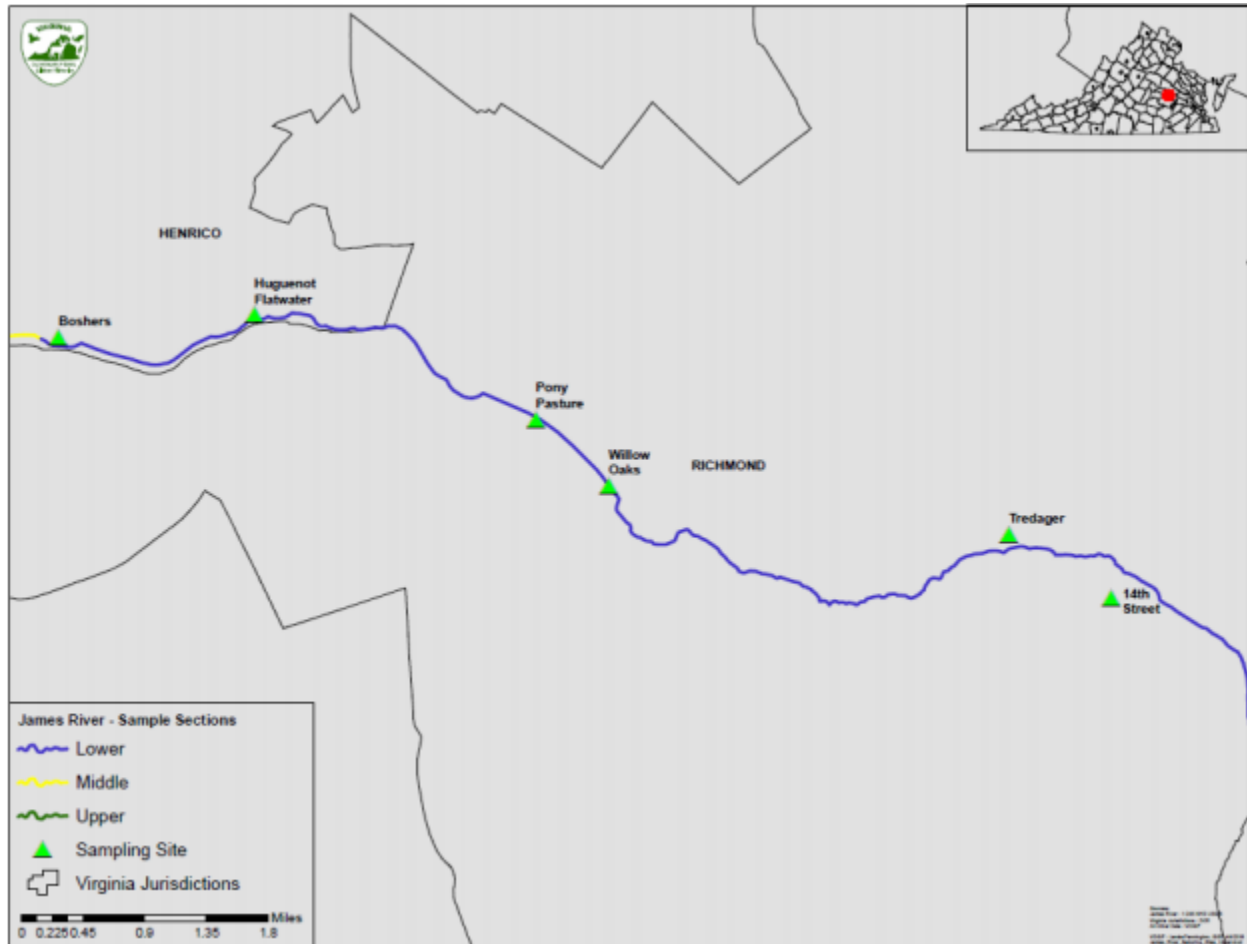 VIRGINIA
HENRICO
Huguenot
Flatwater
Boshers
Pony
Pasture
Willow
Oaks
RICHMOND
Tredager
14th
Street
James River - Sample Sections
Lower
Middle
Upper
Sampling Site
Virginia Jurisdictions
Miles
0 0.225 0.45 0.9 1.35 1.8